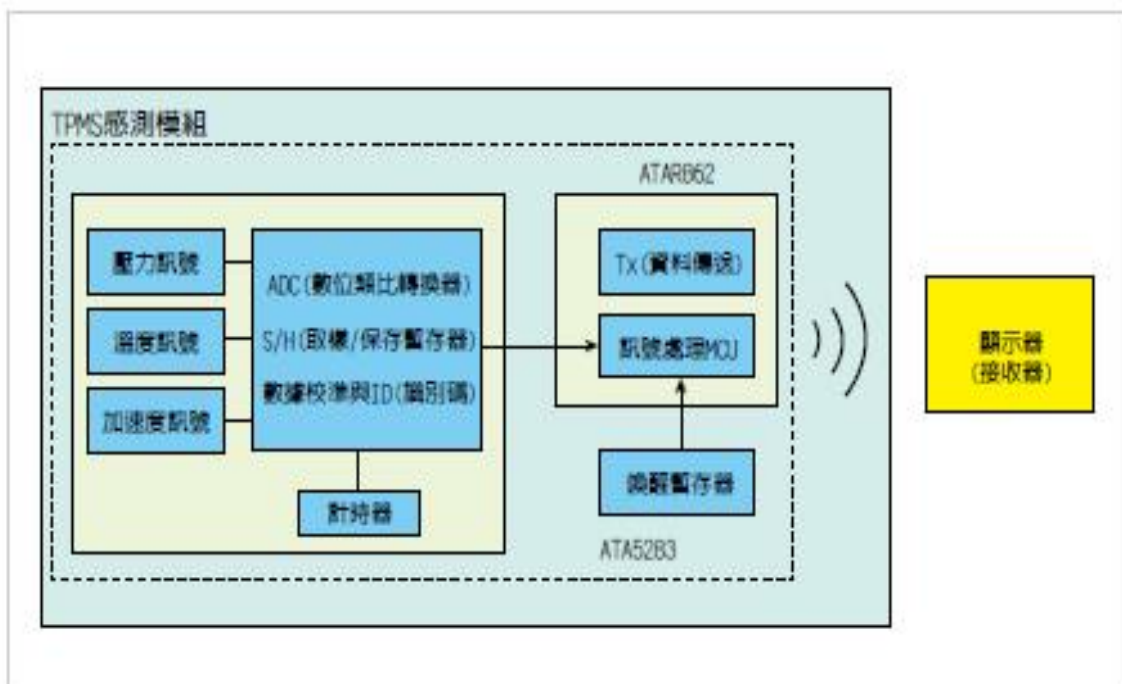 TPMS感測模組
ATAR862
壓力訊號
溫度訊號
加速度訊號
ADC(數位類比轉換器)
S/H(取樣/保存暫存器)
數據校準與ID(識別碼)
計時器
Tx(資料傳送)
訊號處理MCU
喚醒暫存器
ATA5283
顯示器
(接收器)